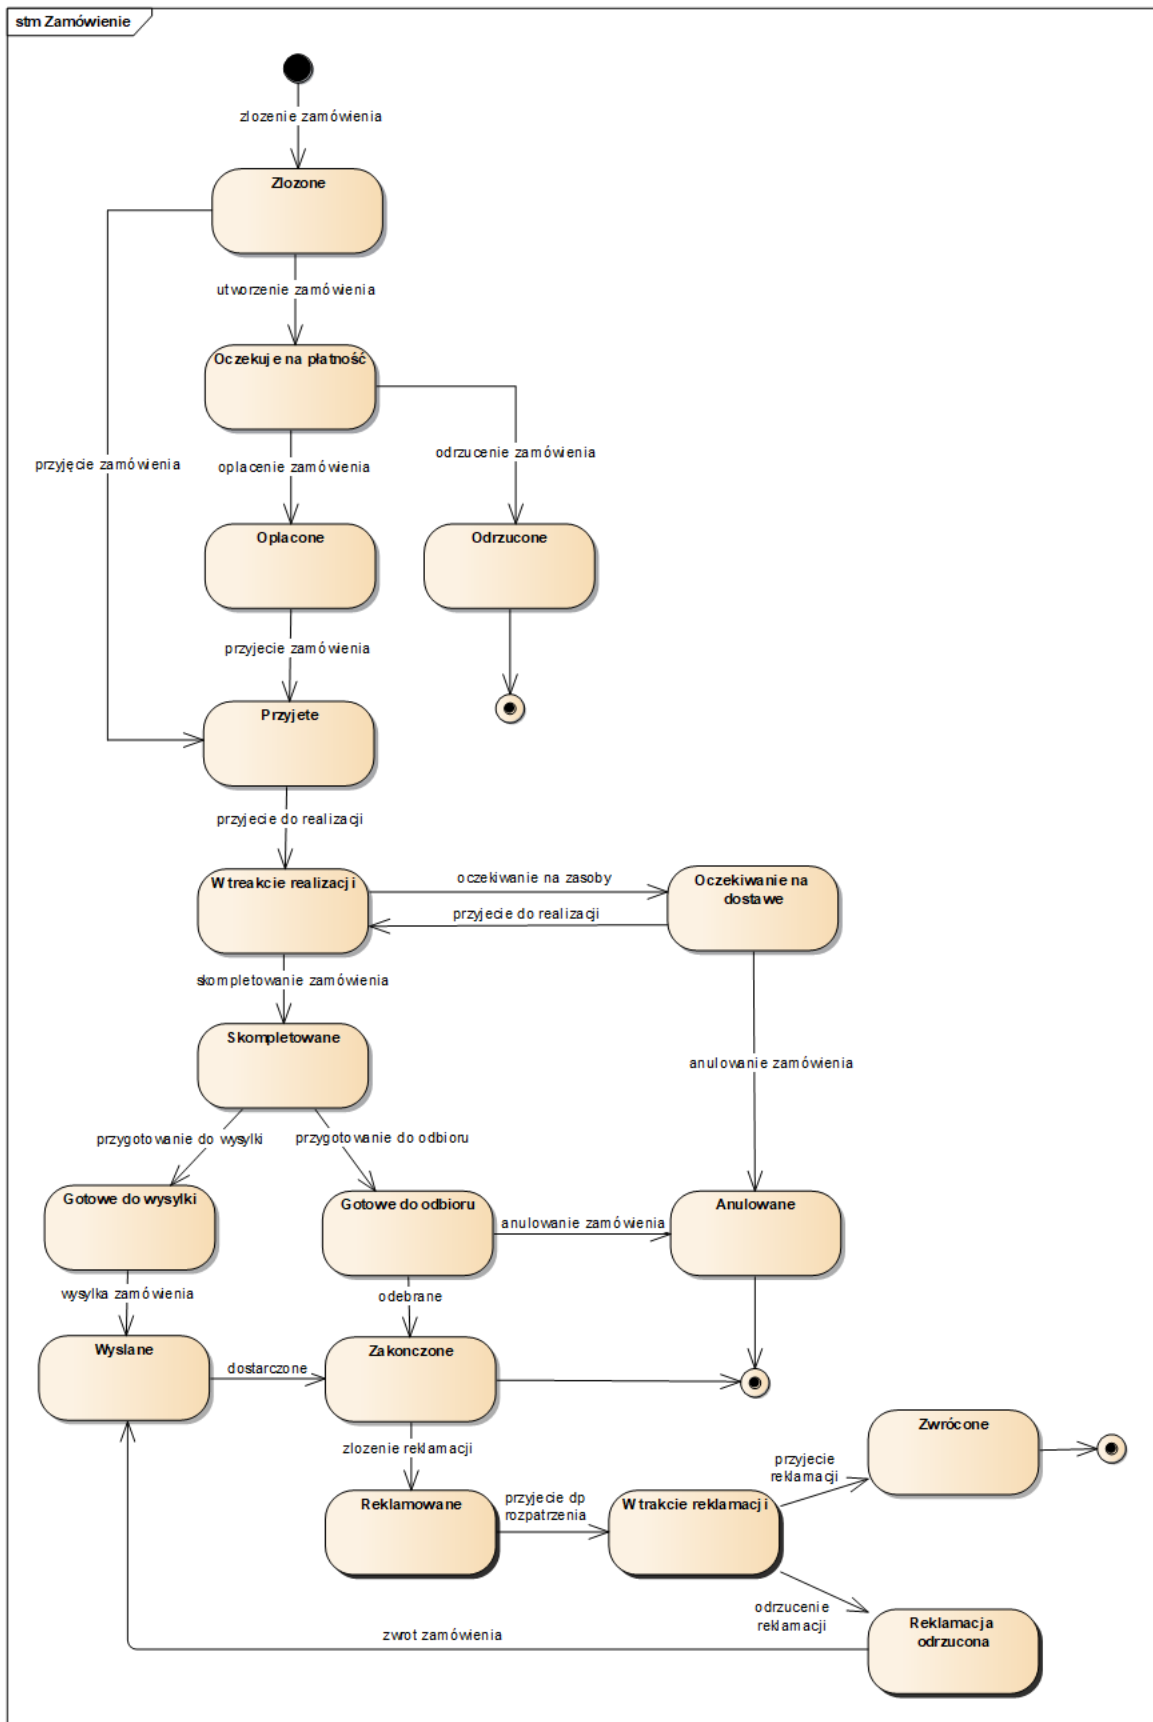 stm Zamówienie
zlozenie zamówienia
Zlozone
utworzenie zamówienia
Oczekuje na płatność
przyjęcie zamówienia
oplacenie zamówienia
odrzucenie zamówienia
Oplacone
Odrzucone
przyjecie zamówienia
Przyjete
przyjecie do realizacji
W treakcie realizacji
oczekiwanie na zasoby
przyjecie do realizacji
Oczekiwanie na
dostawe
skompletowanie zamówienia
Skompletowane
anulowanie zamówienia
przygotowanie do wysylki
przygotowanie do odbioru
Gotowe do wysylki
Gotowe do odbioru
anulowanie zamówienia
Anulowane
wysylka zamówienia
odebrane
Wyslane
dostarczone
Zakonczone
zlozenie reklamacji
Zwrócone
przyjecie
reklamacji
Reklamowane
przyjecie dp
rozpatrzenia
W trakcie reklamacji
odrzucenie
reklamacji
Reklamacja
odrzucona
zwrot zamówienia